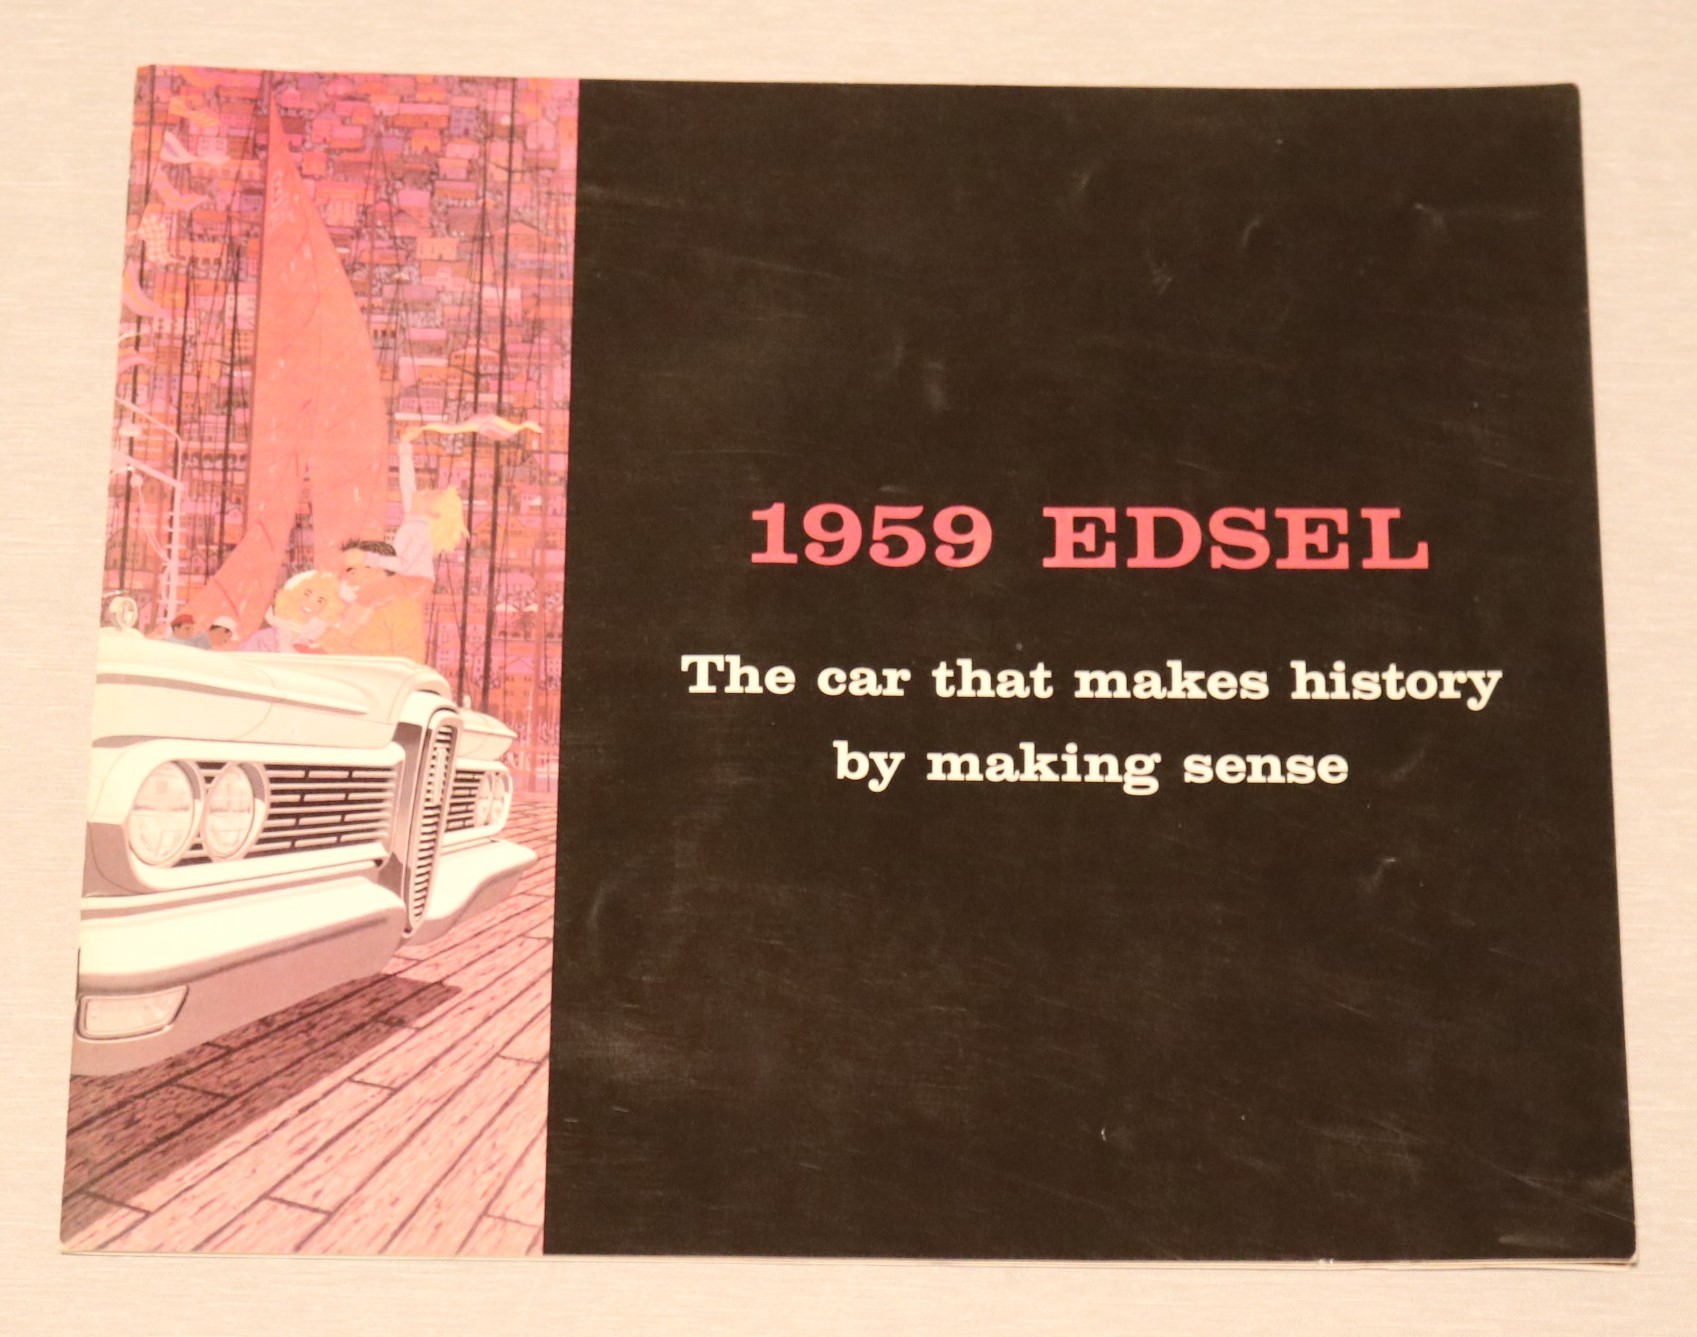 1959 EDSEL
The car that makes history
by making sense